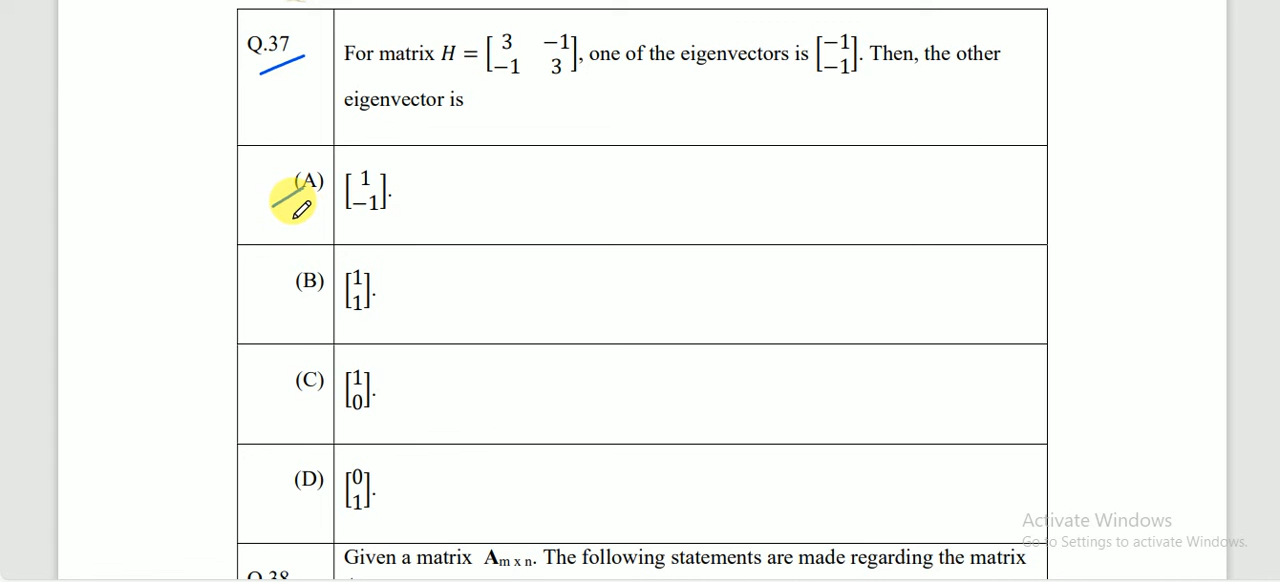 Q.37
For matrix H = [3 −1
−1 3], one of the eigenvectors is [−1
−1]. Then, the other
eigenvector is
(A) [1
−1].
(B) [1
1].
(C) [1
0].
(D) [0
1].
Activate Windows
Go to Settings to activate Windows.
Given a matrix Am x n. The following statements are made regarding the matrix
Q.38